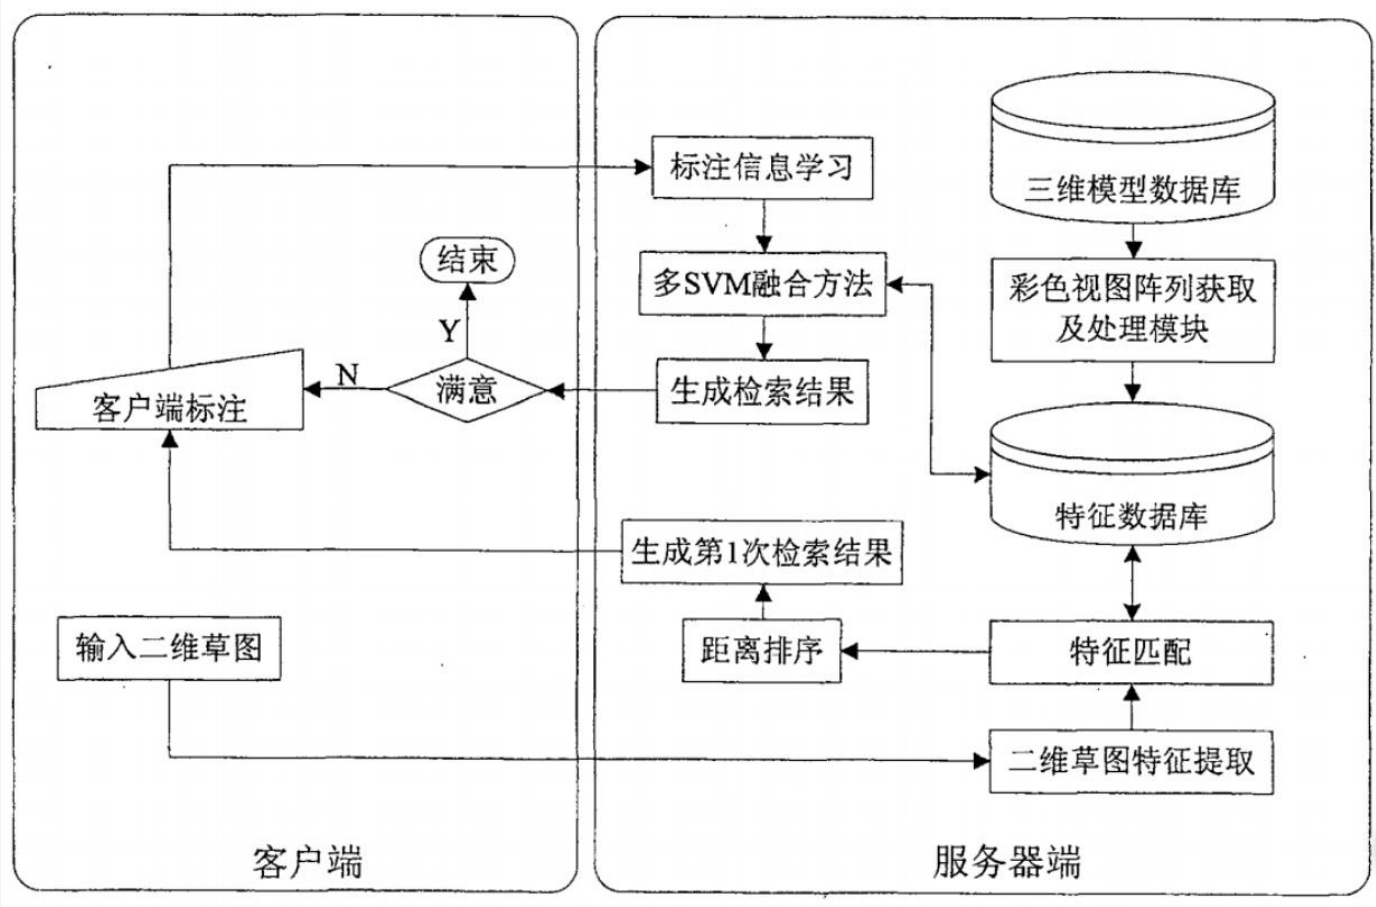 结束
Y
N
满意
客户端标注
输入二维草图
客户端
标注信息学习
多SVM融合方法
生成检索结果
生成第1次检索结果
距离排序
三维模型数据库
彩色视图阵列获取
及处理模块
特征数据库
特征匹配
二维草图特征提取
服务器端